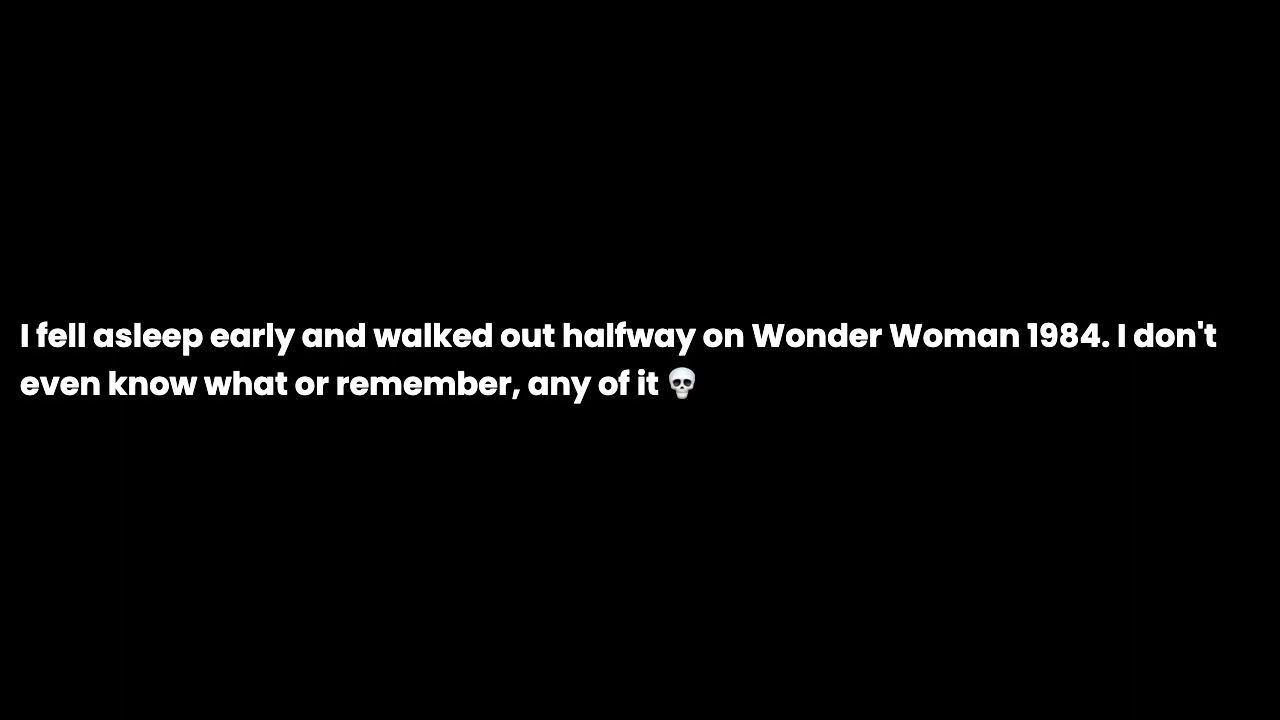 I fell asleep early and walked out halfway on Wonder Woman 1984. I don't
even know what or remember, any of it 💀